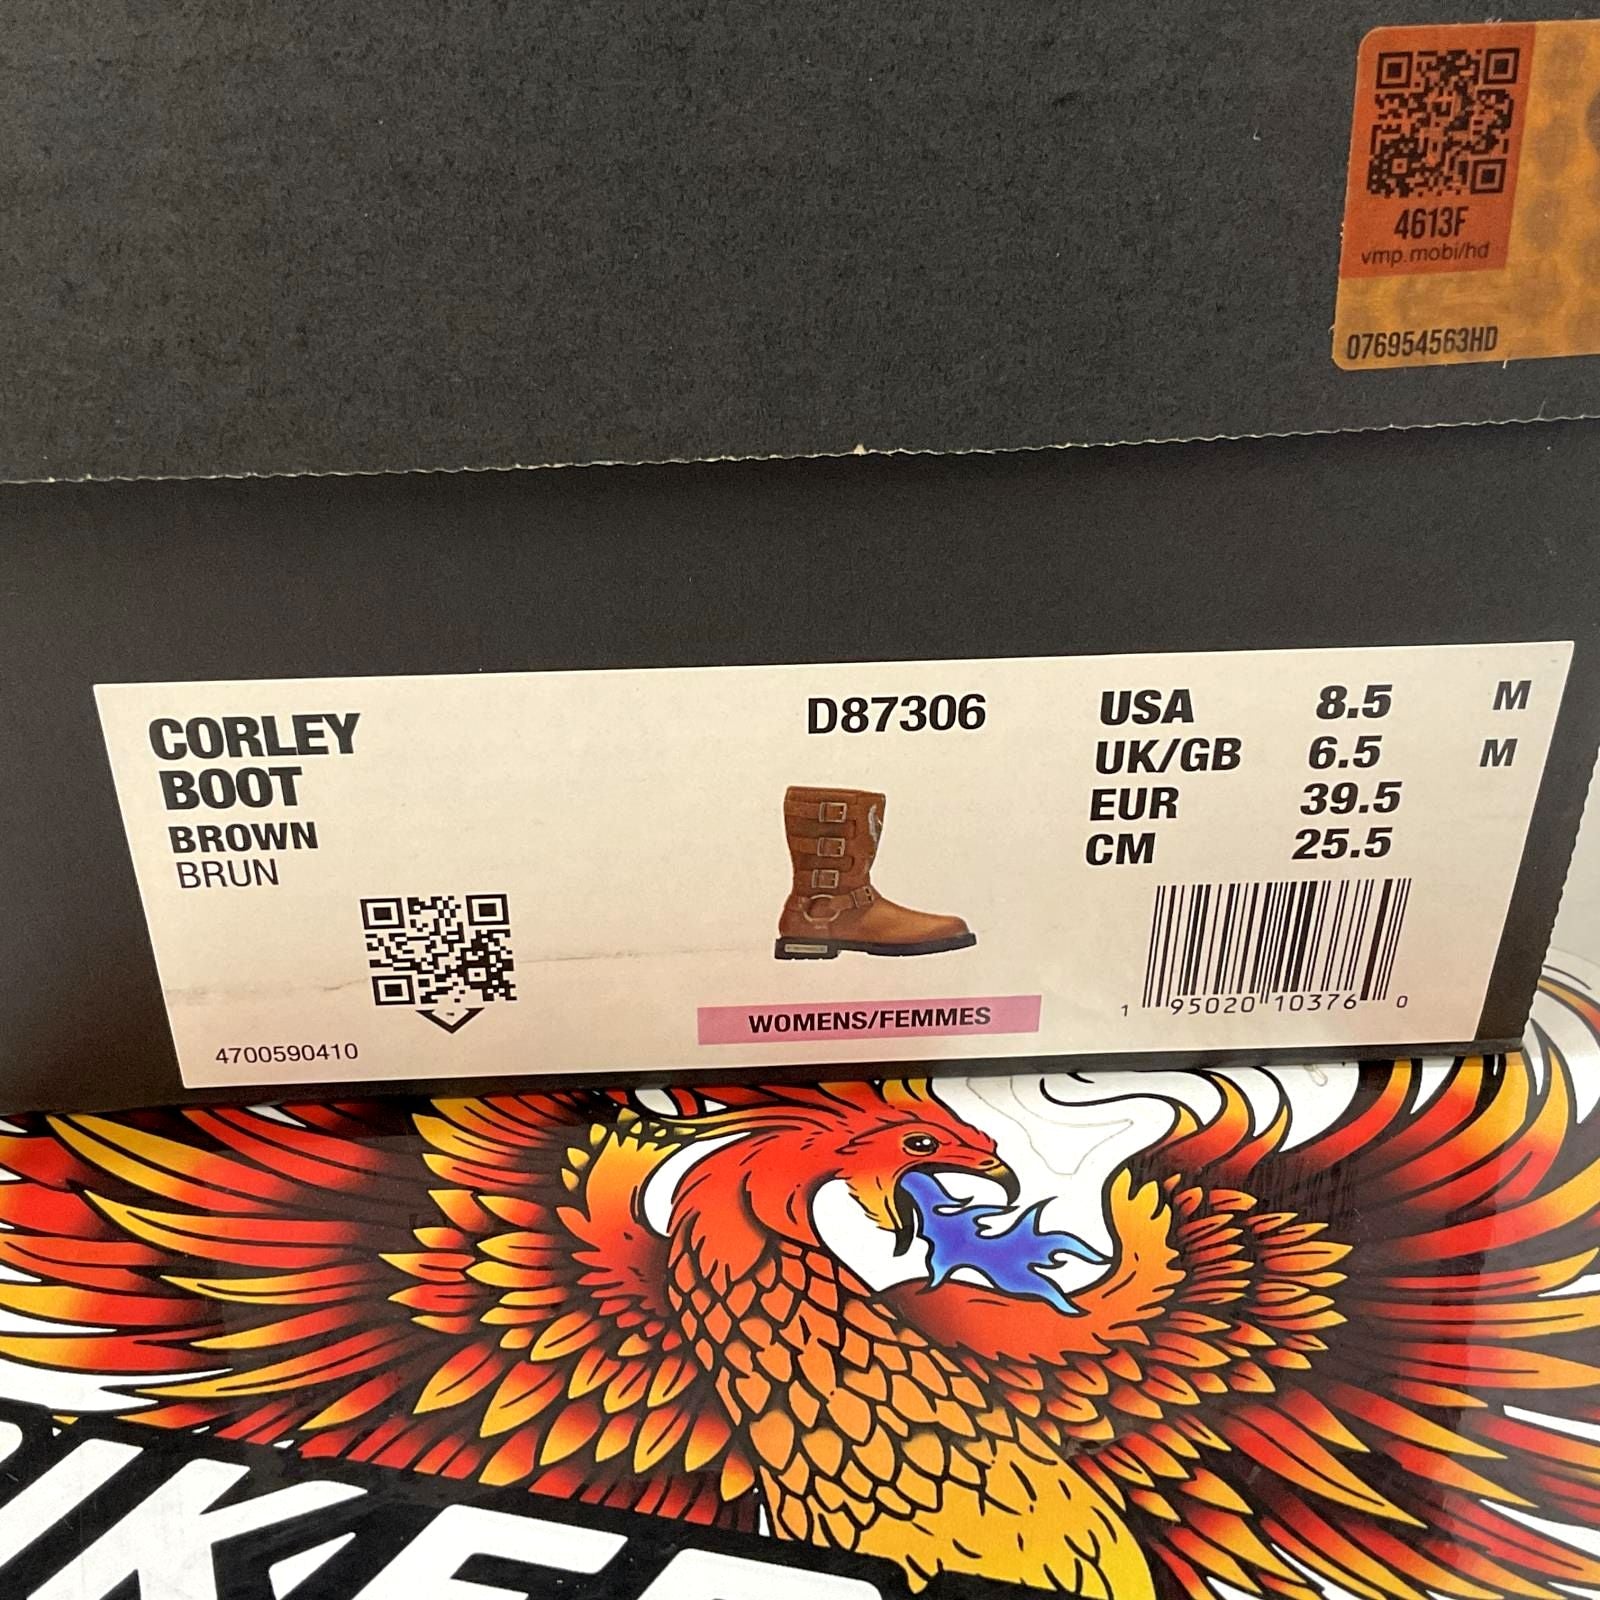 4613F
vmp.mobi/hd
076954563HD
CORLEY
BOOT
BROWN
BRUN
4700590410
D87306
WOMENS/FEMMES
USA 8.5 M
UK/GB 6.5 M
EUR 39.5
CM 25.5
1 95020 10376 0